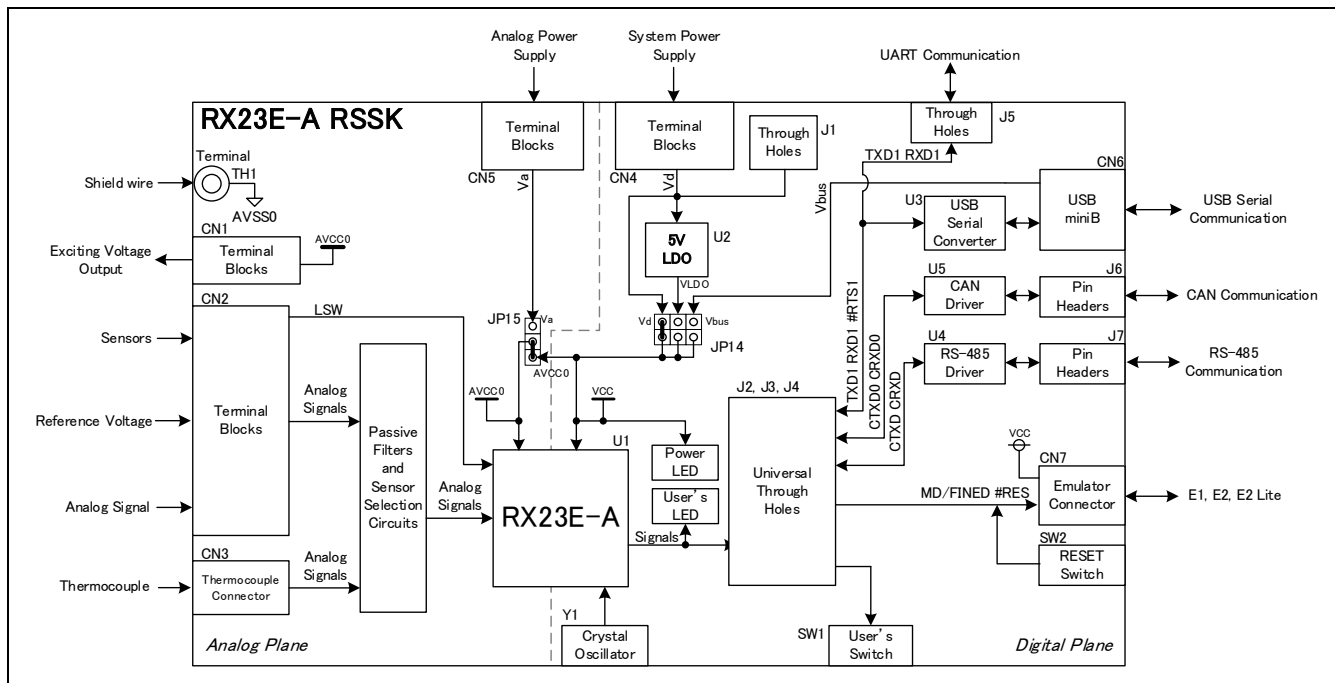 Analog Power
Supply
System Power
Supply
UART Communication
RX23E-A RSSK
Terminal
Blocks
CN5
Va
Terminal
Blocks
CN4
Vd
Through
Holes
J1
Through
Holes
J5
TXD1 RXD1
Terminal
TH1
AVSS0
Shield wire
CN1
Terminal
Blocks
AVCC0
Exciting Voltage
Output
CN2
LSW
Sensors
Reference Voltage
Analog Signal
Terminal
Blocks
Analog
Signals
Passive
Filters
and
Sensor
Selection
Circuits
Analog
Signals
CN3
Thermocouple
Connector
Analog
Signals
Thermocouple
Analog Plane
5V
LDO
U2
VLDO
Vbus
JP15
Va
AVCC0
Vd
Vbus
JP14
AVCC0
VCC
U1
RX23E-A
Power
LED
User's
LED
Signals
Y1
Crystal
Oscillator
J2, J3, J4
Universal
Through
Holes
TXD1 RXD1 #RTS1
CTXD0 CRXD0
CTXD CRXD
U3
USB
Serial
Converter
CN6
USB
miniB
USB Serial
Communication
U5
CAN
Driver
J6
Pin
Headers
CAN Communication
U4
RS-485
Driver
J7
Pin
Headers
RS-485
Communication
VCC
CN7
Emulator
Connector
MD/FINED #RES
E1, E2, E2 Lite
SW2
RESET
Switch
SW1
User's
Switch
Digital Plane